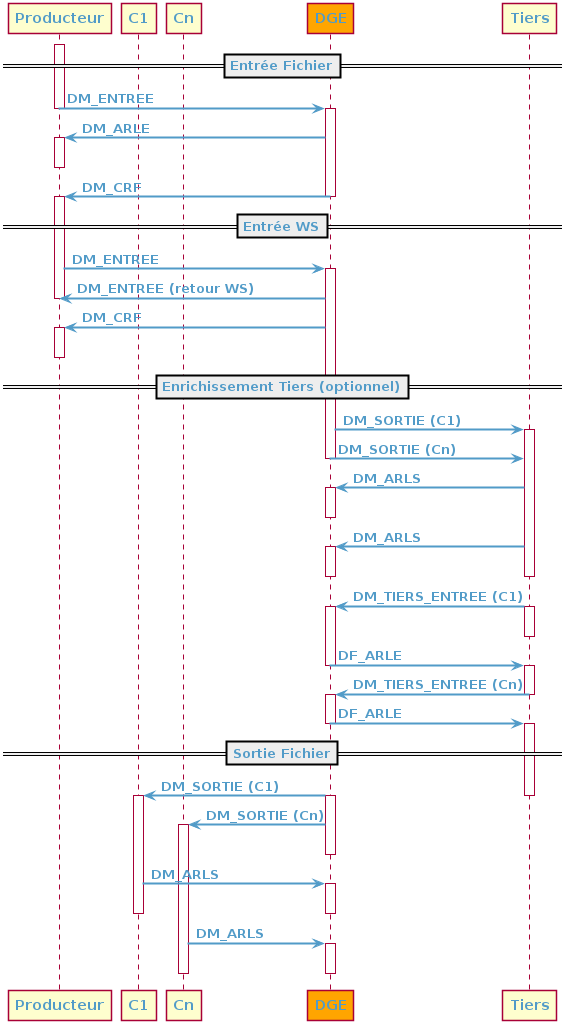 Producteur C1 Cn DGE Tiers
Entrée Fichier
DM_ENTREE
DM_ARLE
DM_CRF
Entrée WS
DM_ENTREE
DM_ENTREE (retour WS)
DM_CRF
Enrichissement Tiers (optionnel)
DM_SORTIE (C1)
DM_SORTIE (Cn)
DM_ARLS
DM_ARLS
DM_TIERS_ENTREE (C1)
DF_ARLE
DM_TIERS_ENTREE (Cn)
DF_ARLE
Sortie Fichier
DM_SORTIE (C1)
DM_SORTIE (Cn)
DM_ARLS
DM_ARLS
Producteur C1 Cn DGE Tiers